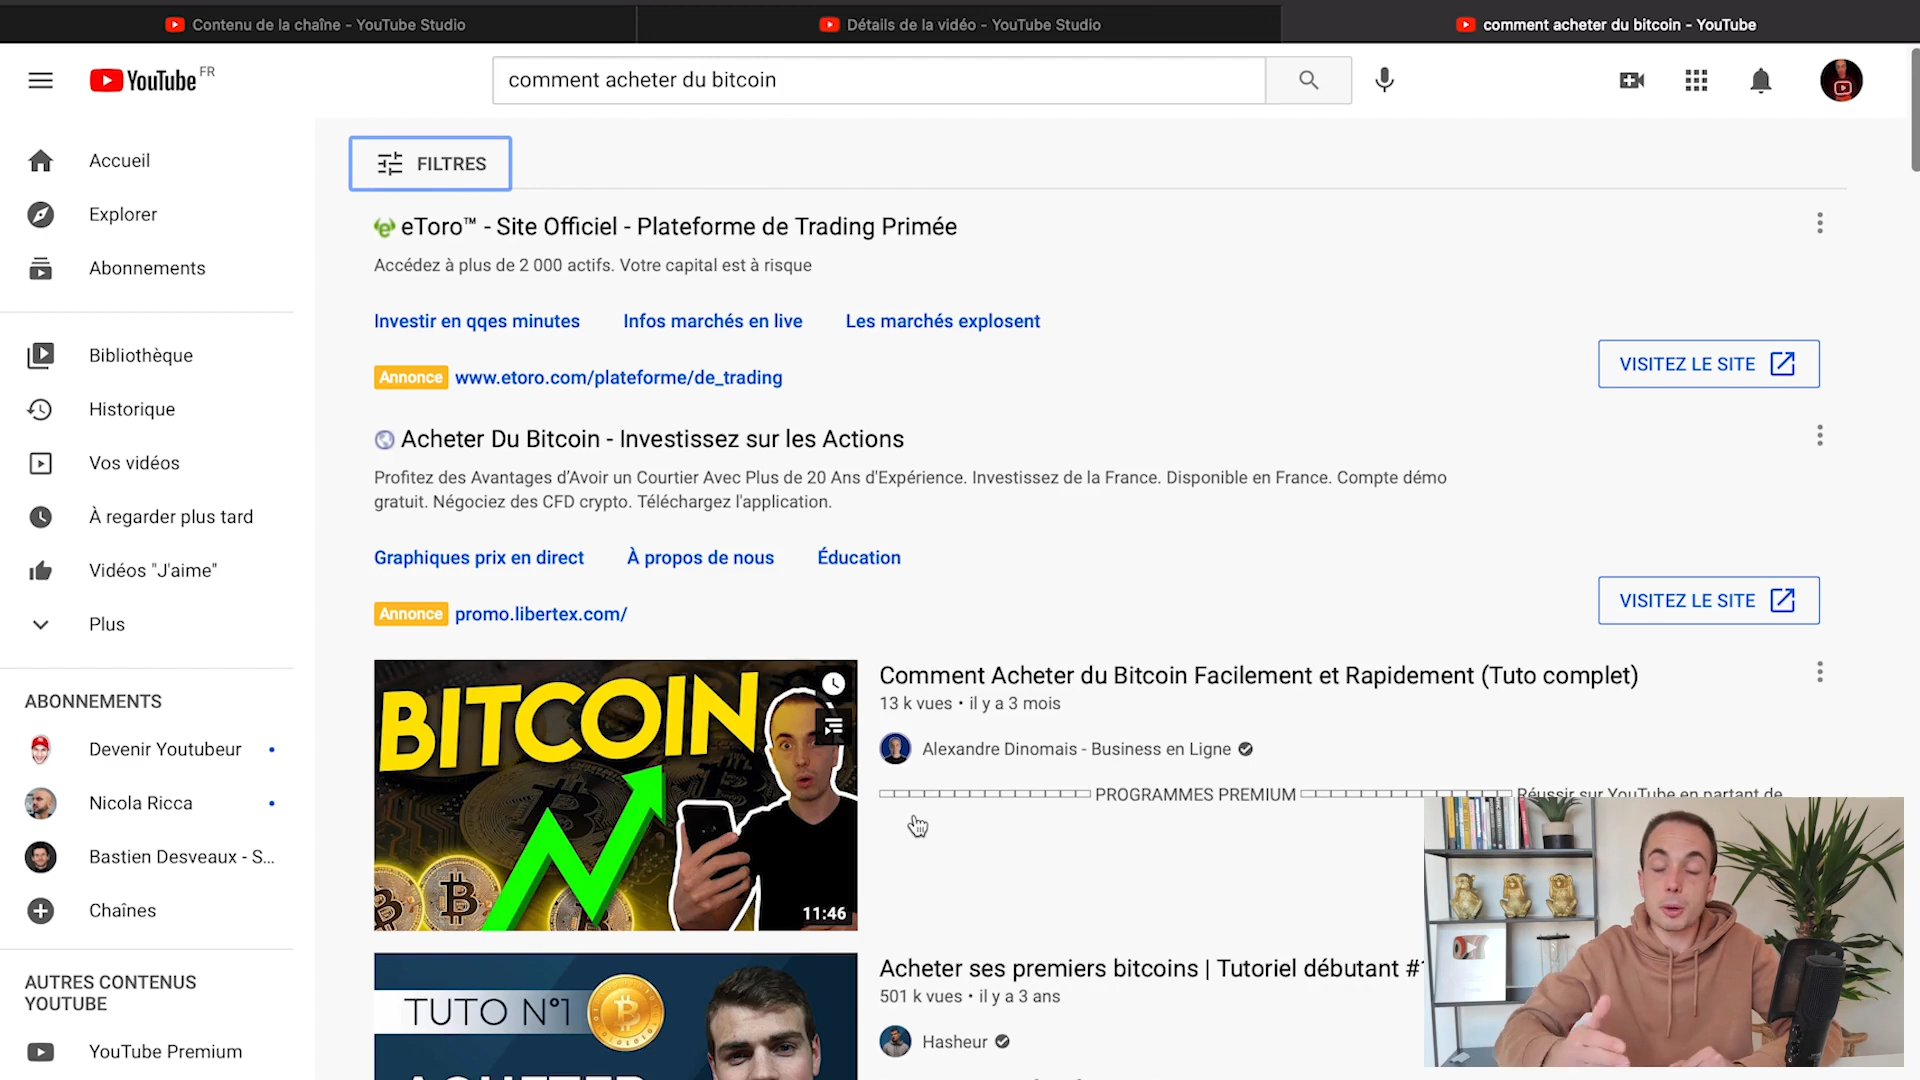 Contenu de la chaîne - YouTube Studio
Détails de la vidéo - YouTube Studio
comment acheter du bitcoin - YouTube
YouTube FR
comment acheter du bitcoin
Accueil
Explorer
Abonnements
Bibliothèque
Historique
Vos vidéos
À regarder plus tard
Vidéos "J'aime"
Plus
ABONNEMENTS
Devenir Youtubeur
Nicola Ricca
Bastien Desveaux - S...
Chaînes
AUTRES CONTENUS
YOUTUBE
YouTube Premium
FILTRES
eToro™ - Site Officiel - Plateforme de Trading Primée
Accédez à plus de 2 000 actifs. Votre capital est à risque
Investir en qqes minutes
Infos marchés en live
Les marchés explosent
Annonce www.etoro.com/plateforme/de_trading
VISITEZ LE SITE
Acheter Du Bitcoin - Investissez sur les Actions
Profitez des Avantages d’Avoir un Courtier Avec Plus de 20 Ans d'Expérience. Investissez de la France. Disponible en France. Compte démo
gratuit. Négociez des CFD crypto. Téléchargez l'application.
Graphiques prix en direct
À propos de nous
Éducation
Annonce promo.libertex.com/
VISITEZ LE SITE
BITCOIN
11:46
Comment Acheter du Bitcoin Facilement et Rapidement (Tuto complet)
13 k vues • il y a 3 mois
Alexandre Dinomais - Business en Ligne
PROGRAMMES PREMIUM Réussir sur YouTube en partant de
TUTO N°1
ACHETER
Acheter ses premiers bitcoins | Tutoriel débutant #
501 k vues • il y a 3 ans
Hasheur